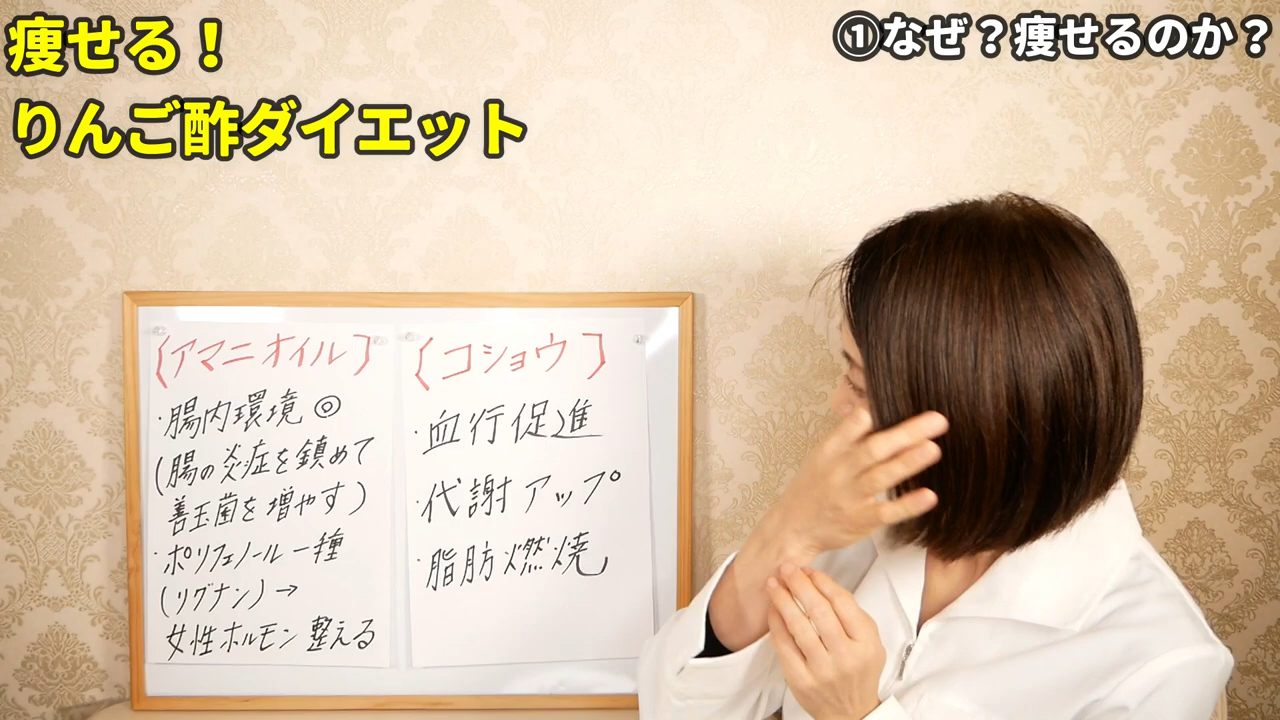 痩せる！
りんご酢ダイエット
①なぜ？痩せるのか？
〔アマニオイル〕
・腸内環境◎
(腸の炎症を鎮めて
善玉菌を増やす)
・ポリフェノール一種
(リグナン)→
女性ホルモン整える
〔コショウ〕
・血行促進
・代謝アップ
・脂肪燃焼